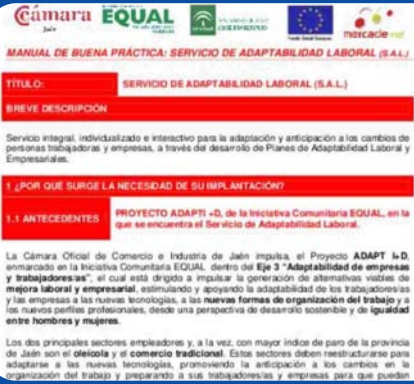 Cámara
Jaén
EQUAL
Fondo Social Europeo
mercadeo
MANUAL DE BUENA PRÁCTICA: SERVICIO DE ADAPTABILIDAD LABORAL (S.A.L.)
TÍTULO: SERVICIO DE ADAPTABILIDAD LABORAL (S.A.L.)
BREVE DESCRIPCIÓN
Servicio integral, individualizado e interactivo para la adaptación y anticipación a los cambios de
personas trabajadoras y empresas, a través del desarollo de Planes de Adaptabilidad Laboral y
Empresariales.
1 ¿POR QUÉ SURGE LA NECESIDAD DE SU IMPLANTACIÓN?
1.1 ANTECEDENTES
PROYECTO ADAPTI +D, de la Iniciativa Comunitaria EQUAL, en la
que se encuentra el Servicio de Adaptabilidad Laboral.
La Cámara Oficial de Comercio e Industria de Jaén impulsa, el Proyecto ADAPT I+D,
enmarcado en la Iniciativa Comunitaria EQUAL dentro del Eje 3 "Adaptabilidad de empresas
y trabajadores/as", el cual está dirigido a impulsar la generación de alternativas viables de
mejora laboral y empresarial, estimulando y apoyando la adaptabilidad de los trabajadores/as
y las empresas a las nuevas tecnologías, a las nuevas formas de organización del trabajo y a
los nuevos perfiles profesionales, desde una perspectiva de desarrollo sostenible y de igualdad
entre hombres y mujeres.
Los dos principales sectores empleadores y, a la vez, con mayor índice de paro de la provincia
de Jaén son el oleícola y el comercio tradicional. Estos sectores deben reestructurarse para
adaptarse a las nuevas tecnologías, promoviendo la anticipación a los cambios en la
organización del trabajo y preparando a sus trabajadores/as y empresas para que puedan